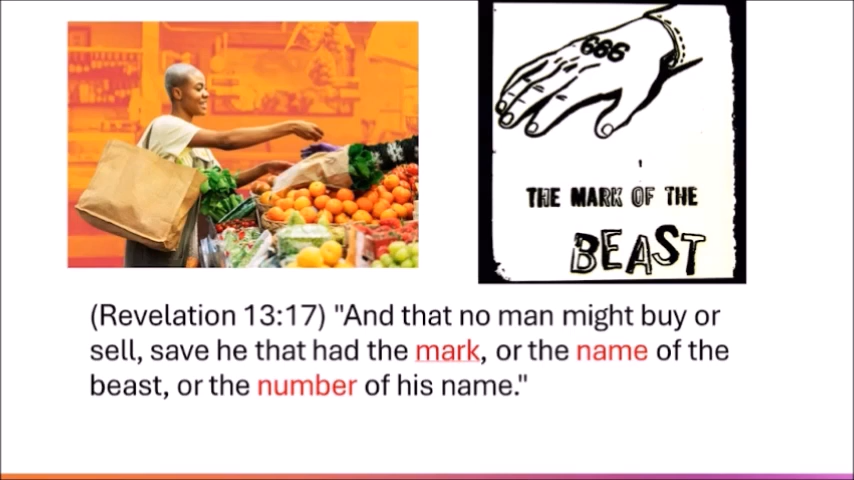 666
THE MARK OF THE
BEAST
(Revelation 13:17) "And that no man might buy or
sell, save he that had the mark, or the name of the
beast, or the number of his name."